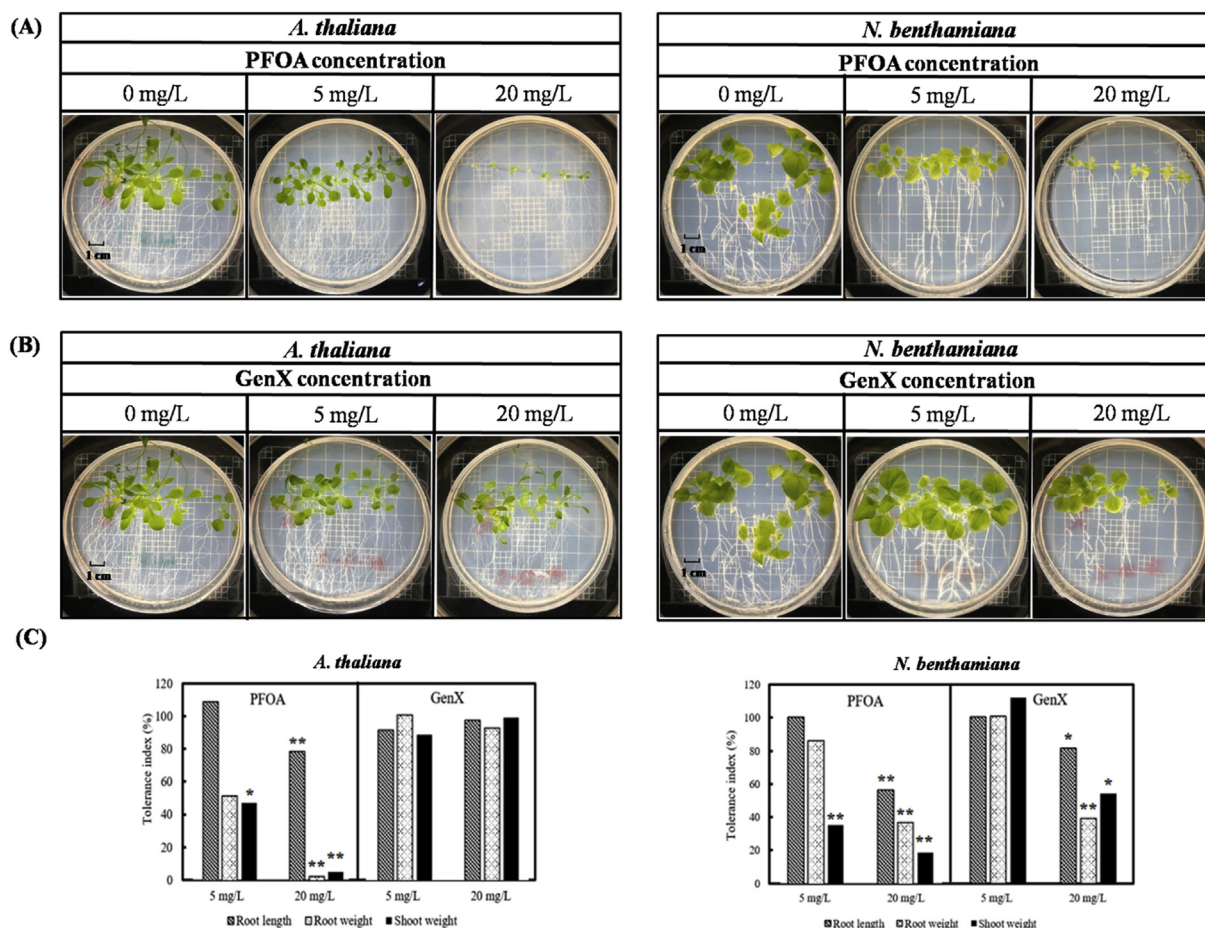 (A)
A. thaliana
PFOA concentration
0 mg/L 5 mg/L 20 mg/L
1 cm
N. benthamiana
PFOA concentration
0 mg/L 5 mg/L 20 mg/L
1 cm
(B)
A. thaliana
GenX concentration
0 mg/L 5 mg/L 20 mg/L
1 cm
N. benthamiana
GenX concentration
0 mg/L 5 mg/L 20 mg/L
1 cm
(C)
A. thaliana
Tolerance index (%)
120
100
80
60
40
20
0
PFOA GenX
*
**
** **
5 mg/L 20 mg/L 5 mg/L 20 mg/L
Root length Root weight Shoot weight
N. benthamiana
Tolerance index (%)
120
100
80
60
40
20
0
PFOA GenX
**
** ** **
* ** *
5 mg/L 20 mg/L 5 mg/L 20 mg/L
Root length Root weight Shoot weight